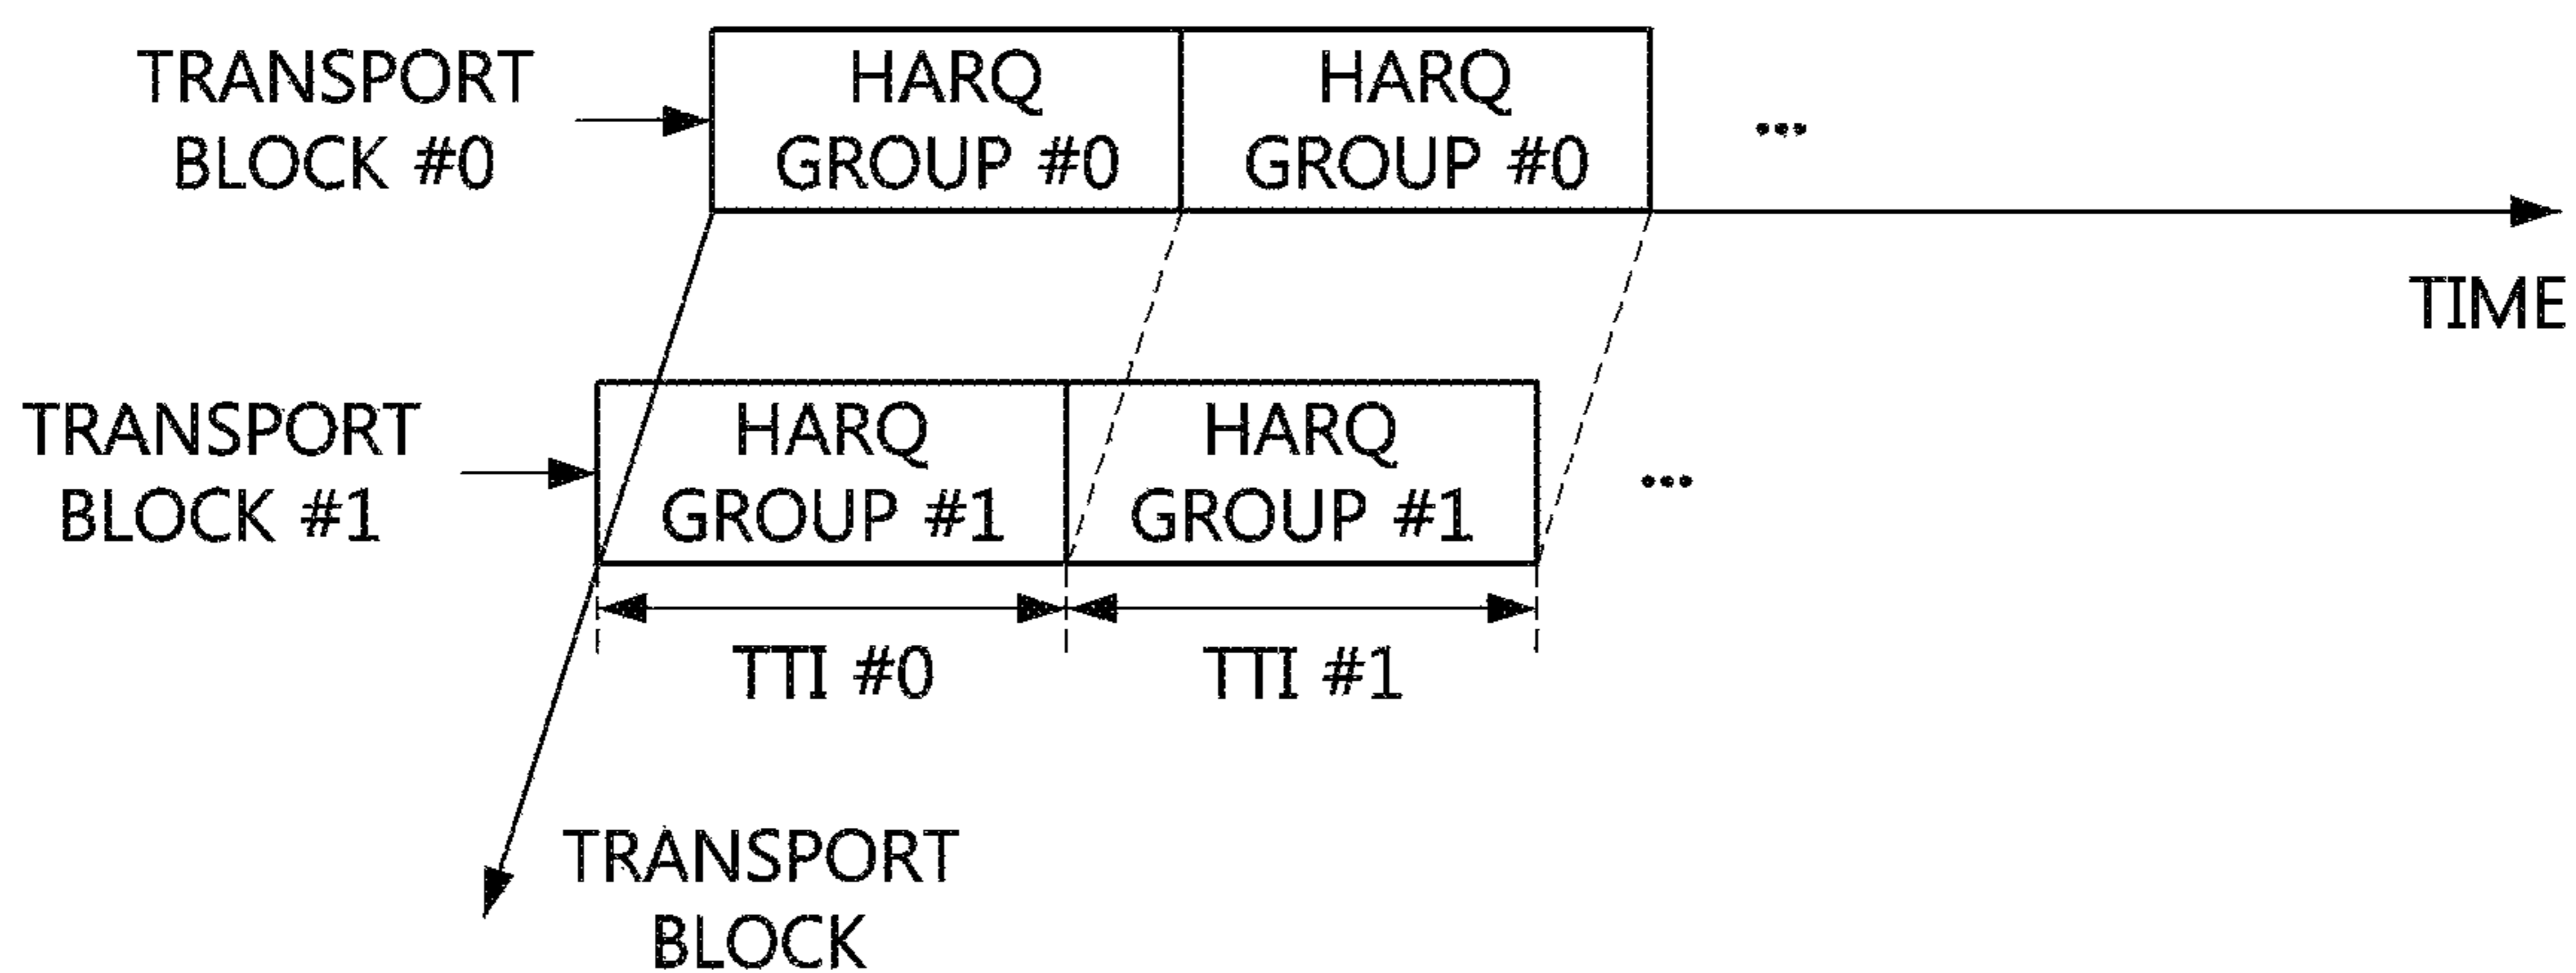 TRANSPORT
BLOCK #0
HARQ
GROUP #0
HARQ
GROUP #0
...
TIME
TRANSPORT
BLOCK #1
HARQ
GROUP #1
HARQ
GROUP #1
...
TTI #0
TTI #1
TRANSPORT
BLOCK